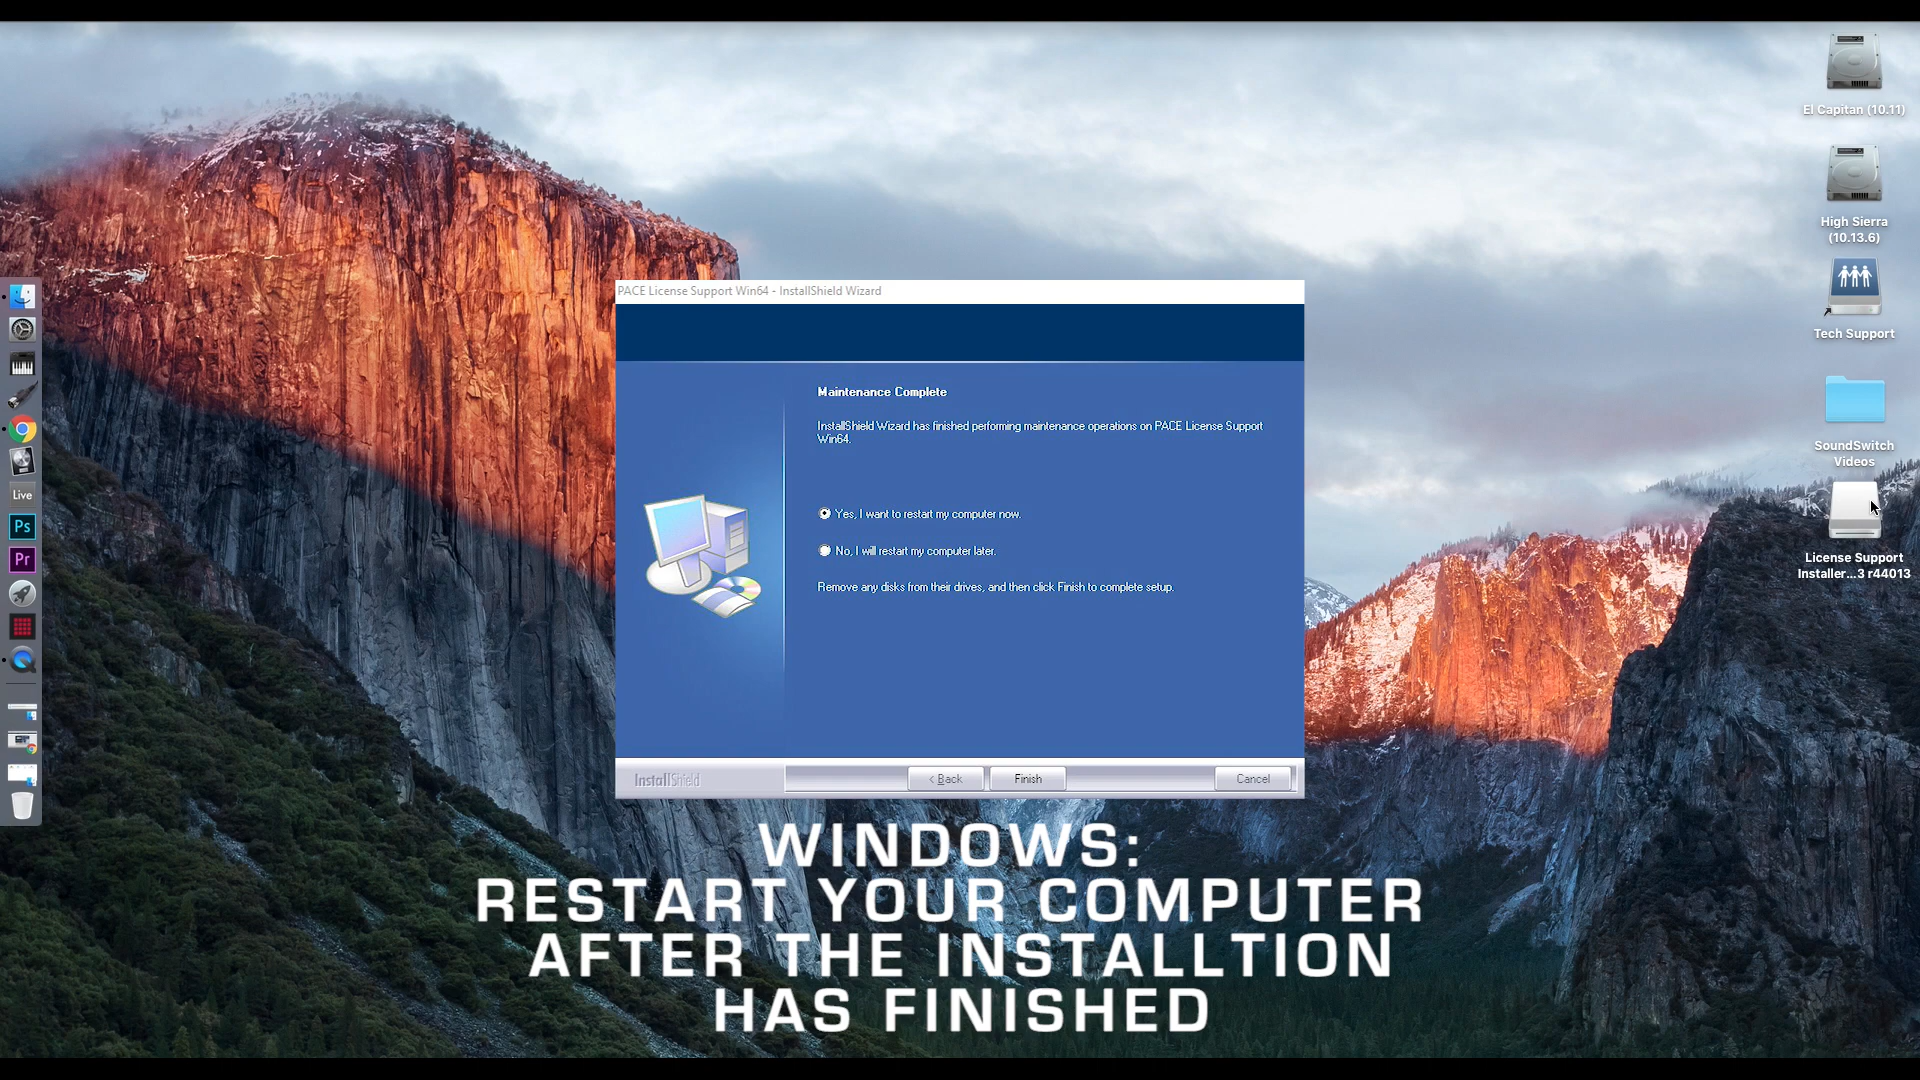 El Capitan (10.11)
High Sierra
(10.13.6)
Tech Support
SoundSwitch
Videos
License Support
Installer...3 r44013
Live
Ps
Pr
PACE License Support Win64 - InstallShield Wizard
Maintenance Complete
InstallShield Wizard has finished performing maintenance operations on PACE License Support
Win64.
Yes, I want to restart my computer now.
No, I will restart my computer later.
Remove any disks from their drives, and then click Finish to complete setup.
InstallShield
< Back
Finish
Cancel
WINDOWS:
RESTART YOUR COMPUTER
AFTER THE INSTALLTION
HAS FINISHED